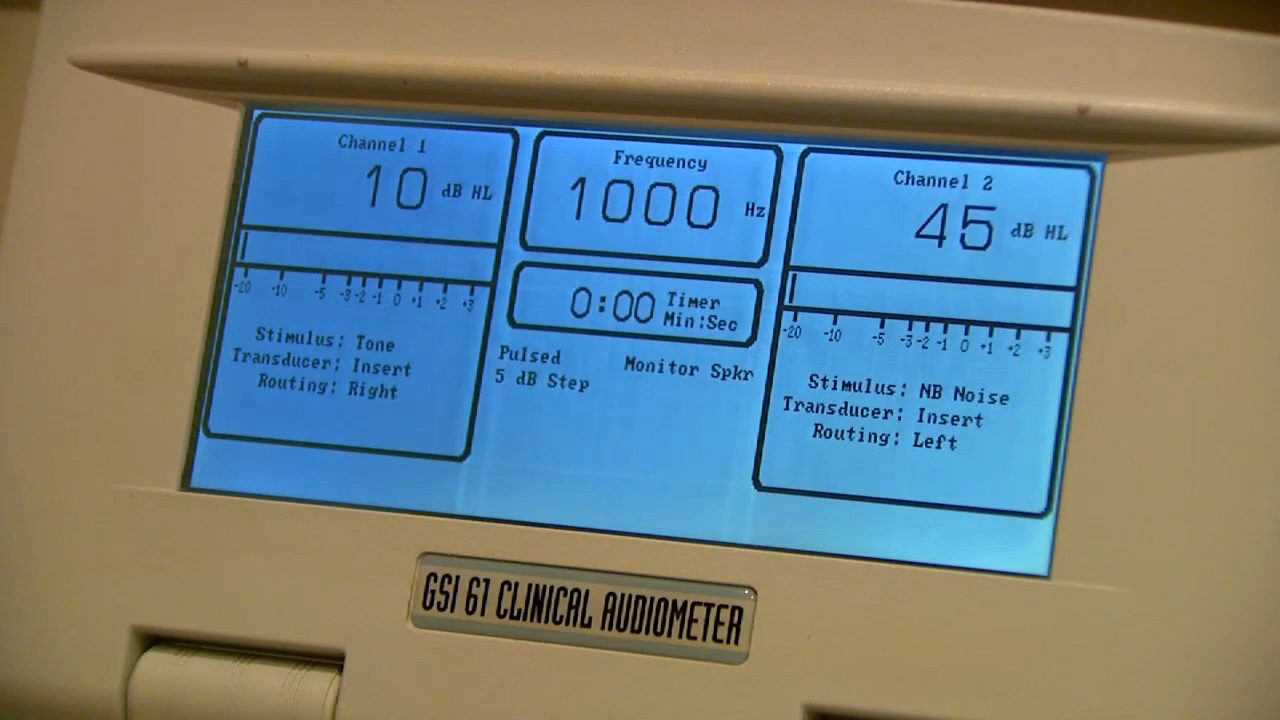 Channel 1
10 dB HL
-20 -10 -5 -3 -2 -1 0 +1 +2 +3
Stimulus: Tone
Transducer: Insert
Routing: Right
Frequency
1000 Hz
0:00 Timer
Min:Sec
Pulsed
5 dB Step
Monitor Spkr
Channel 2
45 dB HL
-20 -10 -5 -3 -2 -1 0 +1 +2 +3
Stimulus: NB Noise
Transducer: Insert
Routing: Left
GSI 61 CLINICAL AUDIOMETER